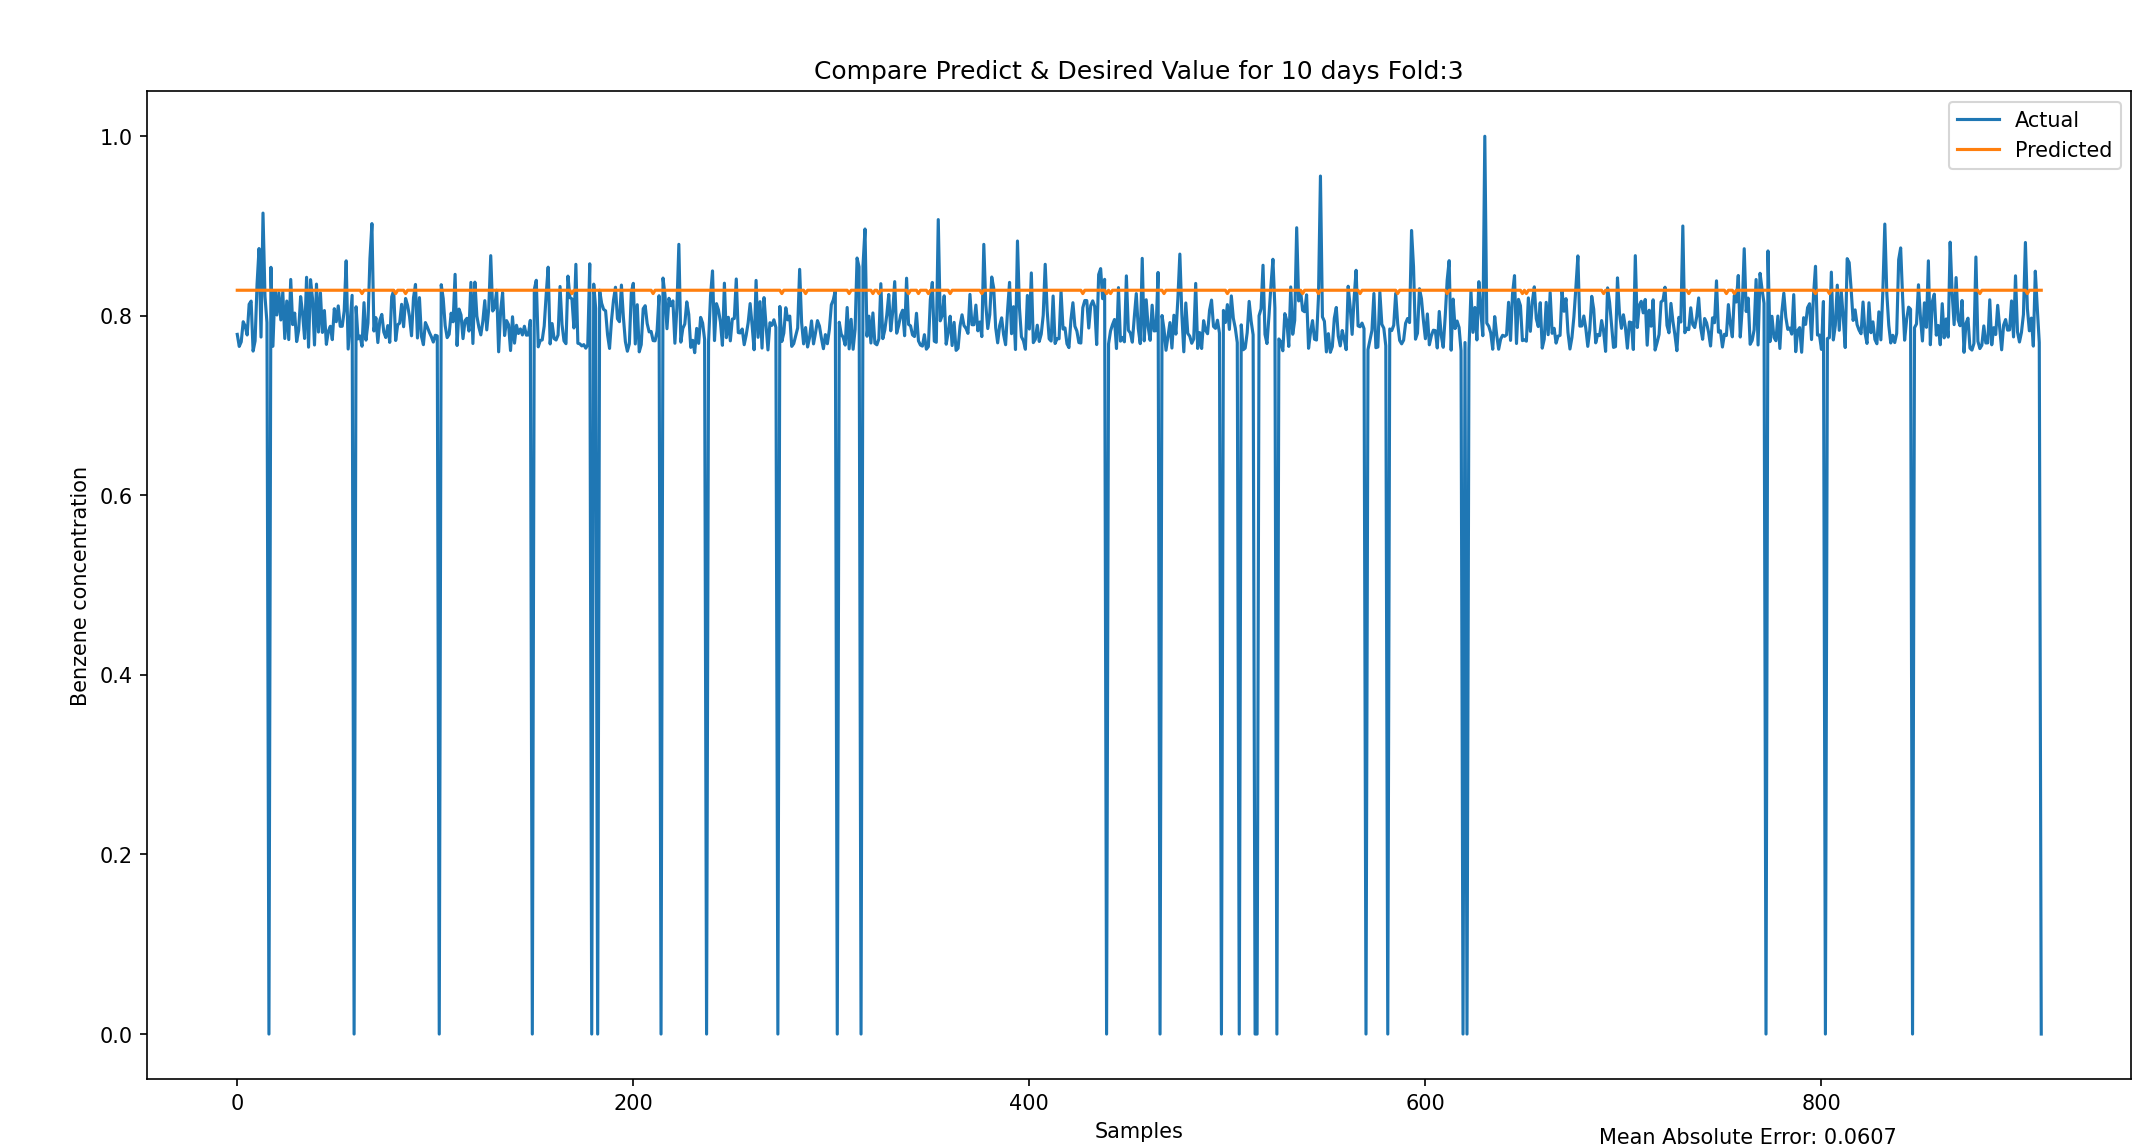 Compare Predict & Desired Value for 10 days Fold:3
Actual
Predicted
1.0
0.8
0.6
0.4
0.2
0.0
Benzene concentration
0
200
400
600
800
Samples
Mean Absolute Error: 0.0607